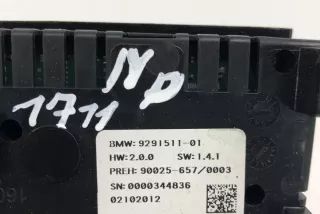 ND
1711
BMW: 9291511-01
HW: 2.0.0 SW: 1.4.1
PREH: 90025-657/0003
SN: 0000344836
02102012